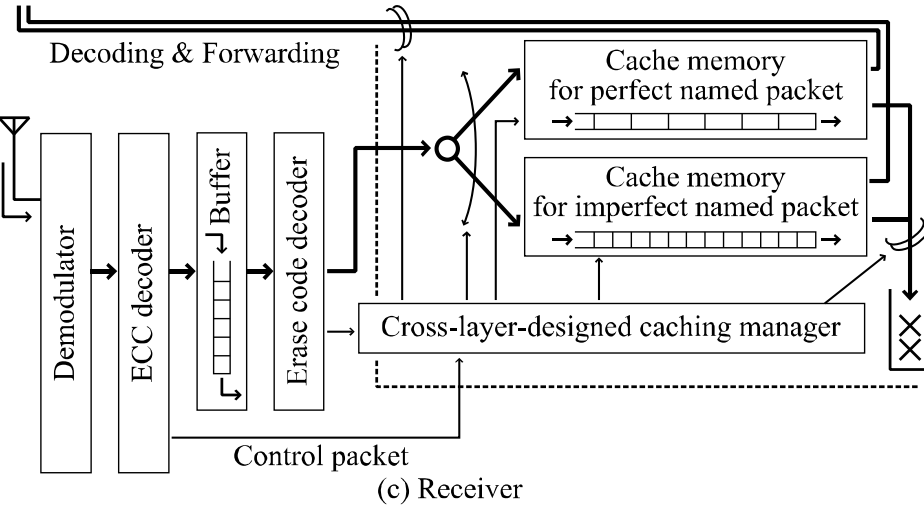 Decoding & Forwarding
Cache memory
for perfect named packet
Cache memory
for imperfect named packet
Demodulator
ECC decoder
Buffer
Erase code decoder
Cross-layer-designed caching manager
Control packet
(c) Receiver